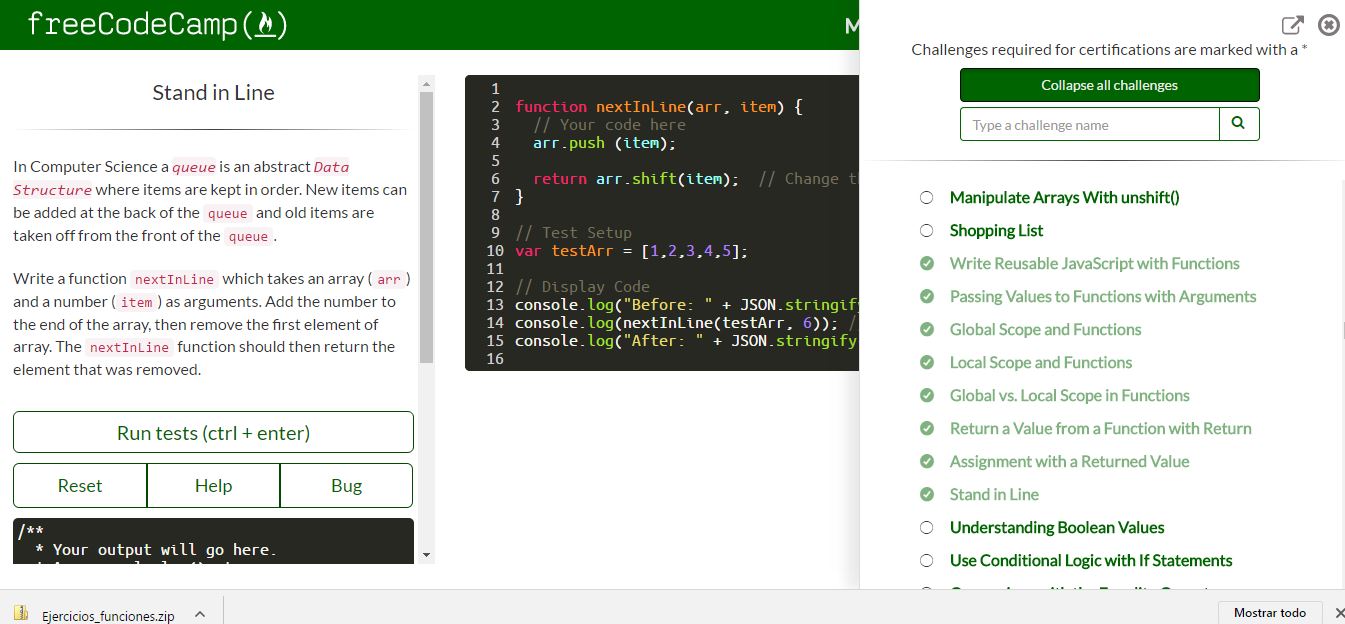 freeCodeCamp(🔥)
M
Stand in Line
In Computer Science a queue is an abstract Data
Structure where items are kept in order. New items can
be added at the back of the queue and old items are
taken off from the front of the queue .
Write a function nextInLine which takes an array ( arr )
and a number ( item ) as arguments. Add the number to
the end of the array, then remove the first element of
array. The nextInLine function should then return the
element that was removed.
Run tests (ctrl + enter)
Reset Help Bug
/**
* Your output will go here.
1
2 function nextInLine(arr, item) {
3 // Your code here
4 arr.push (item);
5
6 return arr.shift(item); // Change
7 }
8
9 // Test Setup
10 var testArr = [1,2,3,4,5];
11
12 // Display Code
13 console.log("Before: " + JSON.stringify
14 console.log(nextInLine(testArr, 6)); /
15 console.log("After: " + JSON.stringify
16
Challenges required for certifications are marked with a *
Collapse all challenges
Type a challenge name
Manipulate Arrays With unshift()
Shopping List
Write Reusable JavaScript with Functions
Passing Values to Functions with Arguments
Global Scope and Functions
Local Scope and Functions
Global vs. Local Scope in Functions
Return a Value from a Function with Return
Assignment with a Returned Value
Stand in Line
Understanding Boolean Values
Use Conditional Logic with If Statements
Ejercicios_funciones.zip
Mostrar todo